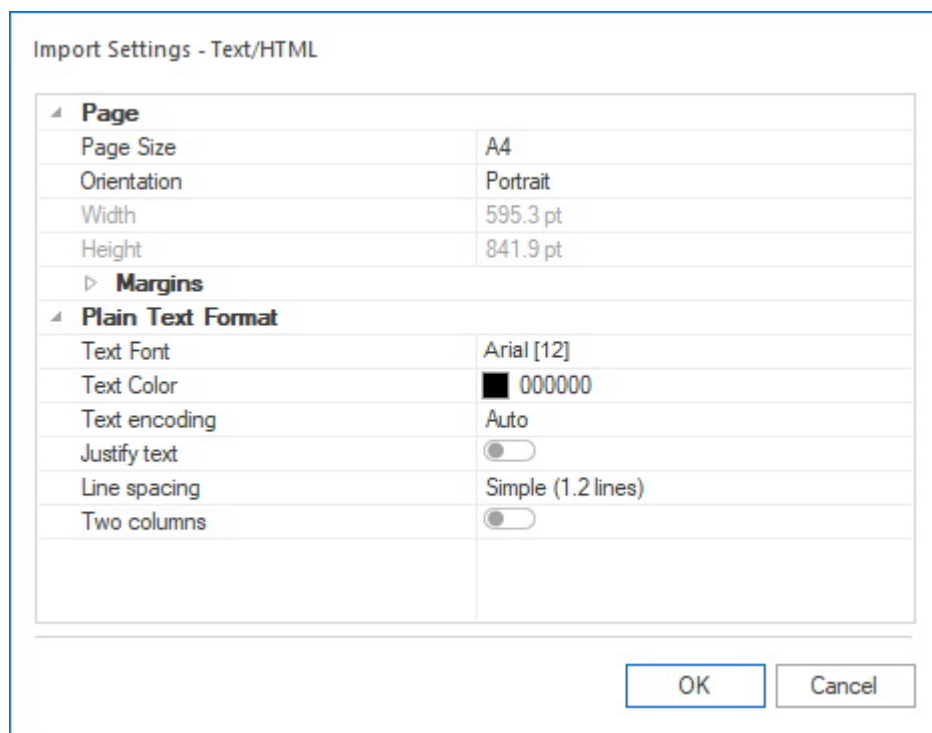 Import Settings - Text/HTML
Page
Page Size A4
Orientation Portrait
Width 595.3 pt
Height 841.9 pt
Margins
Plain Text Format
Text Font Arial [12]
Text Color 000000
Text encoding Auto
Justify text
Line spacing Simple (1.2 lines)
Two columns
OK Cancel